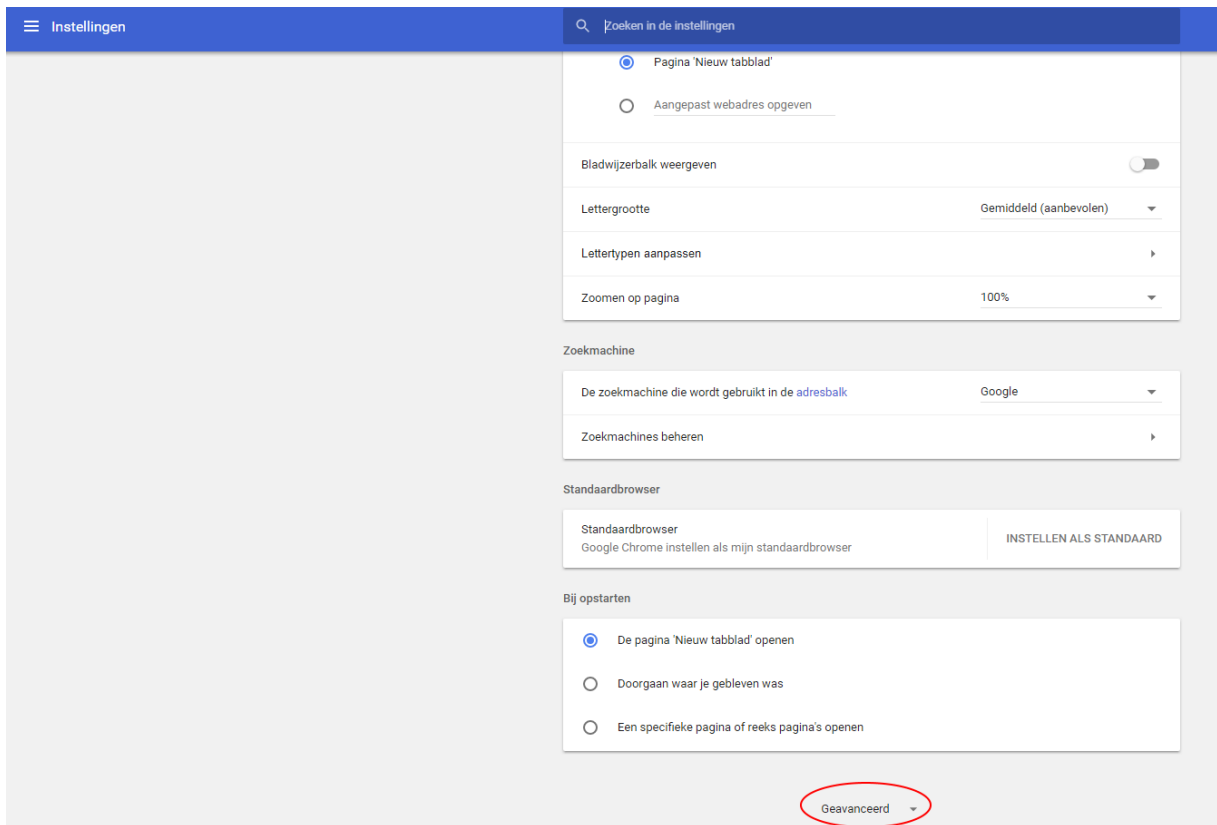 Instellingen
Zoeken in de instellingen
Pagina 'Nieuw tabblad'
Aangepast webadres opgeven
Bladwijzerbalk weergeven
Lettergrootte
Gemiddeld (aanbevolen)
Lettertypen aanpassen
Zoomen op pagina
100%
Zoekmachine
De zoekmachine die wordt gebruikt in de adresbalk
Google
Zoekmachines beheren
Standaardbrowser
Standaardbrowser
Google Chrome instellen als mijn standaardbrowser
INSTELLEN ALS STANDAARD
Bij opstarten
De pagina 'Nieuw tabblad' openen
Doorgaan waar je gebleven was
Een specifieke pagina of reeks pagina's openen
Geavanceerd